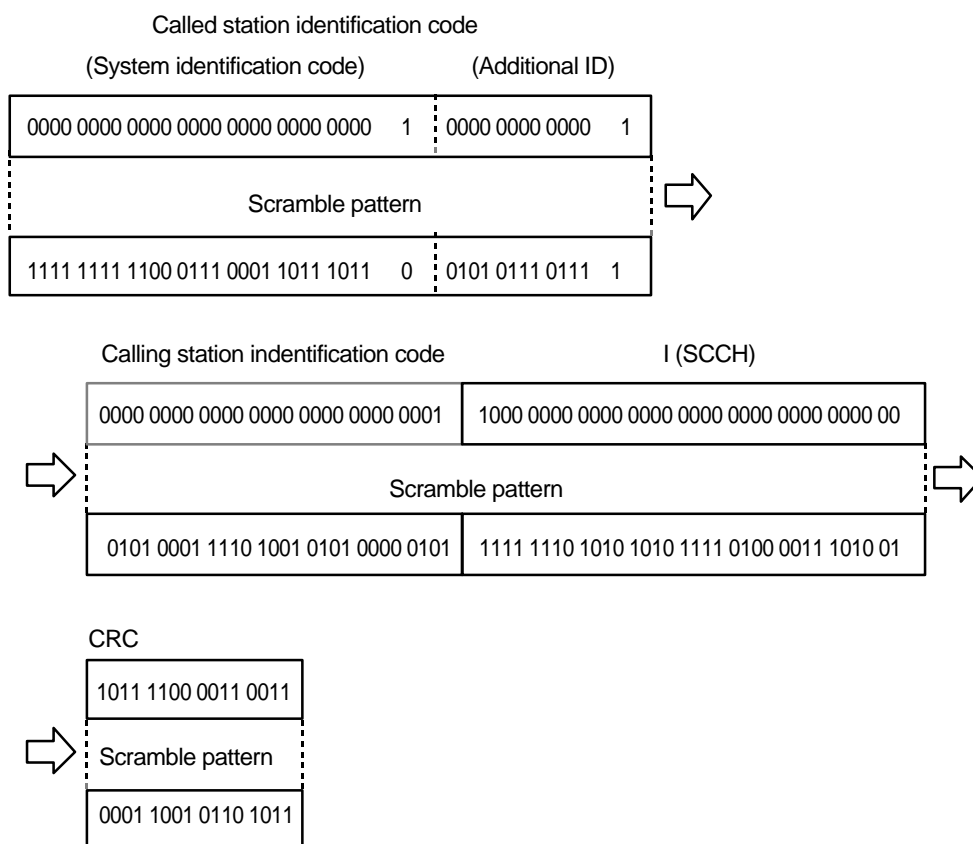 Called station identification code
(System identification code) (Additional ID)
0000 0000 0000 0000 0000 0000 0000 1 0000 0000 0000 1
Scramble pattern
1111 1111 1100 0111 0001 1011 1011 0 0101 0111 0111 1
Calling station indentification code I (SCCH)
0000 0000 0000 0000 0000 0000 0001 1000 0000 0000 0000 0000 0000 0000 0000 00
Scramble pattern
0101 0001 1110 1001 0101 0000 0101 1111 1110 1010 1010 1111 0100 0011 1010 01
CRC
1011 1100 0011 0011
Scramble pattern
0001 1001 0110 1011